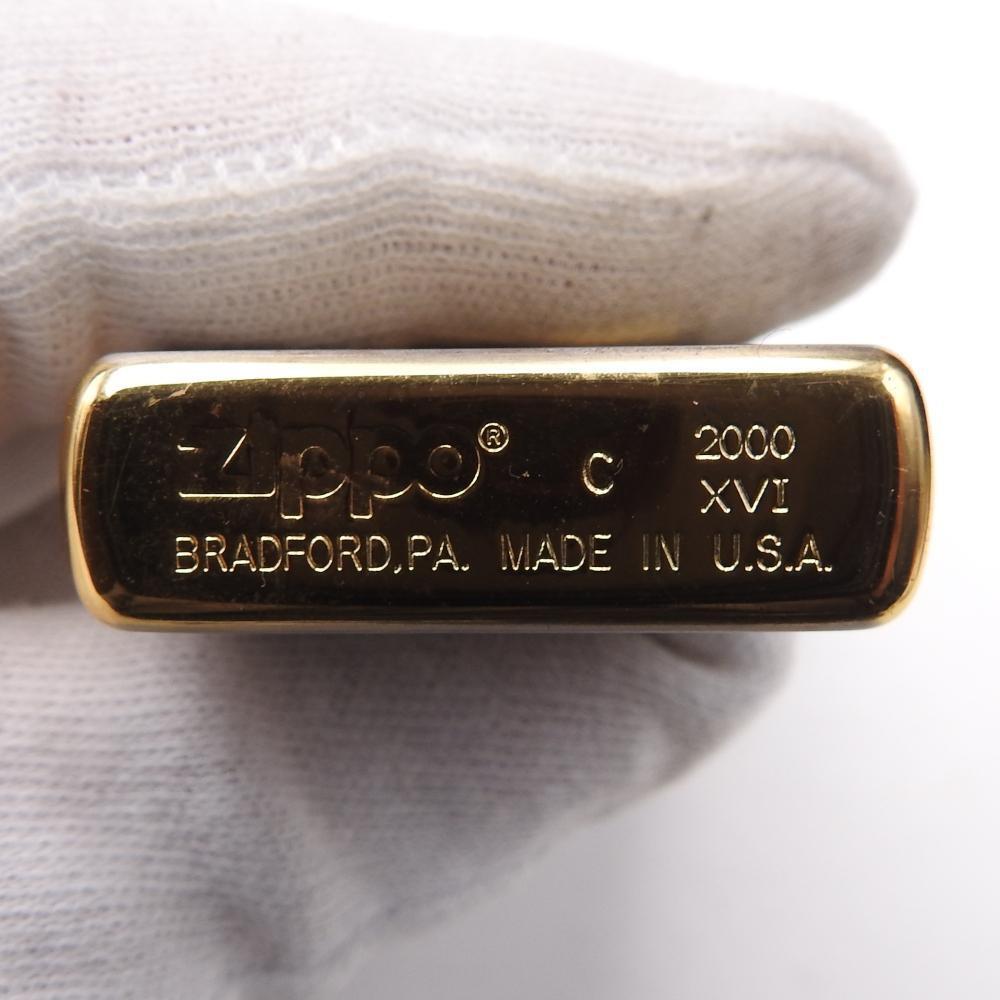 Zippo® C 2000
XVI
BRADFORD,PA. MADE IN U.S.A.